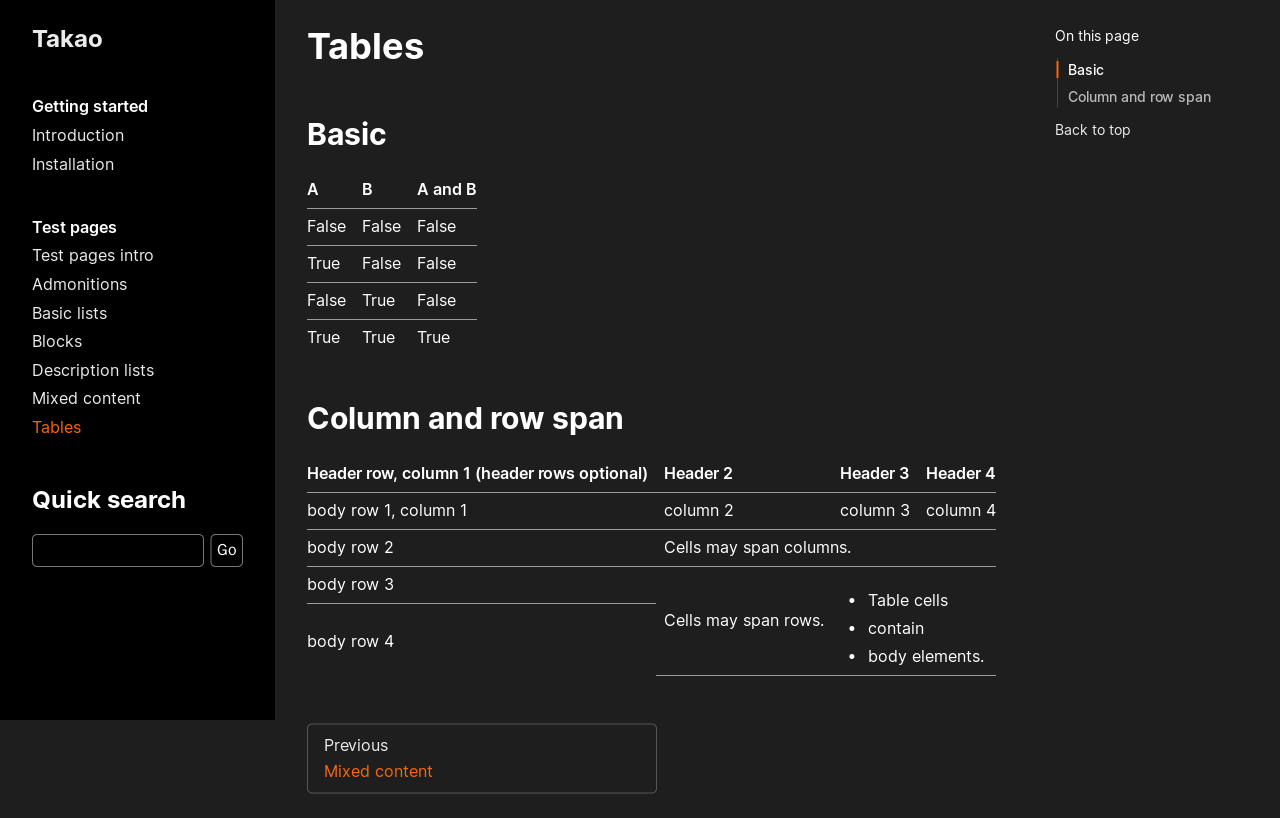 Takao
Getting started
Introduction
Installation
Test pages
Test pages intro
Admonitions
Basic lists
Blocks
Description lists
Mixed content
Tables
Quick search
Go
Tables
Basic
A B A and B
False False False
True False False
False True False
True True True
Column and row span
Header row, column 1 (header rows optional) Header 2 Header 3 Header 4
body row 1, column 1 column 2 column 3 column 4
body row 2 Cells may span columns.
body row 3
Cells may span rows.
• Table cells
• contain
• body elements.
body row 4
Previous
Mixed content
On this page
Basic
Column and row span
Back to top